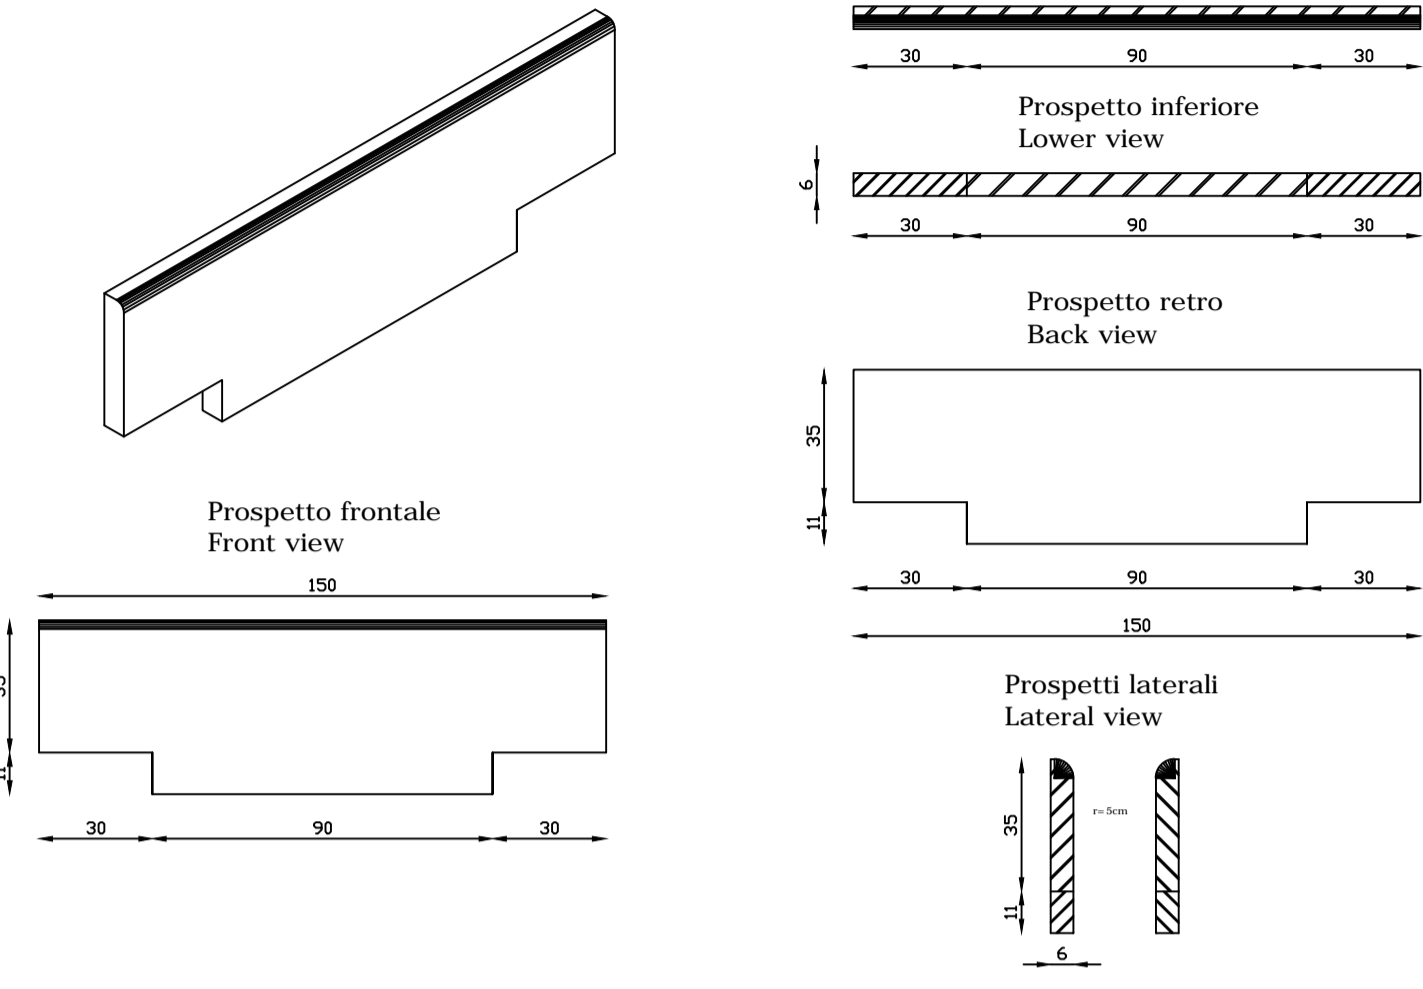 30 90 30
Prospetto inferiore
Lower view
6
30 90 30
Prospetto retro
Back view
35
11
30 90 30
150
Prospetto frontale
Front view
150
30 90 30
Prospetti laterali
Lateral view
r= 5cm
35
11
6